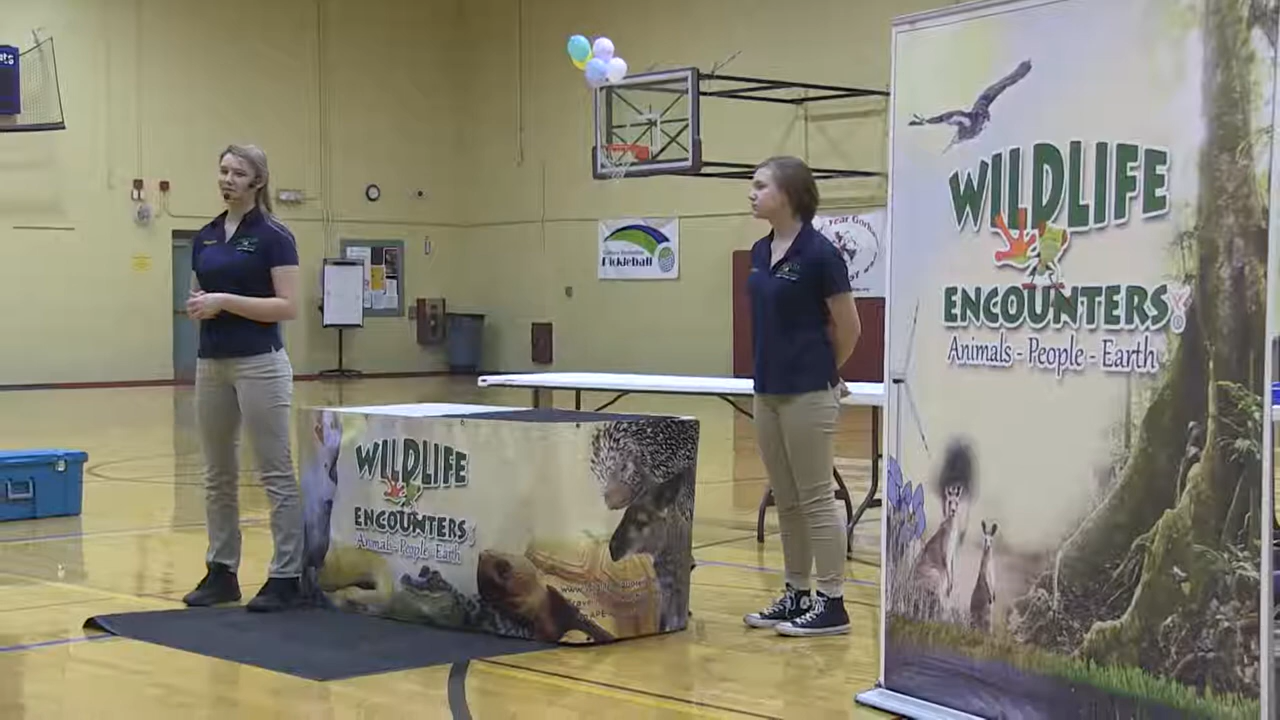 WILDLIFE
ENCOUNTERS
Animals - People - Earth
Pickleball
WILDLIFE
ENCOUNTERS
Animals - People - Earth